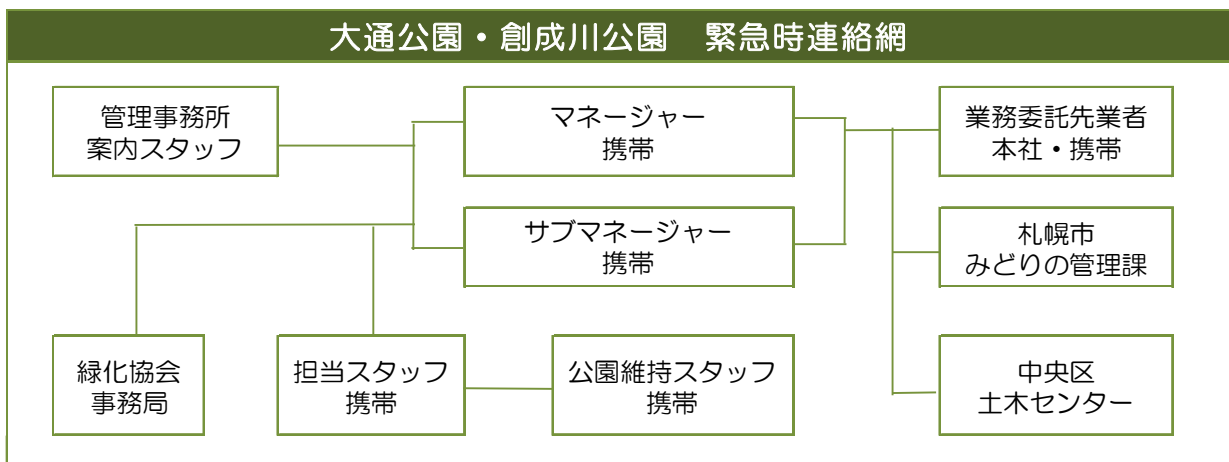 大通公園・創成川公園　緊急時連絡網
管理事務所
案内スタッフ
マネージャー
携帯
業務委託先業者
本社・携帯
サブマネージャー
携帯
札幌市
みどりの管理課
緑化協会
事務局
担当スタッフ
携帯
公園維持スタッフ
携帯
中央区
土木センター